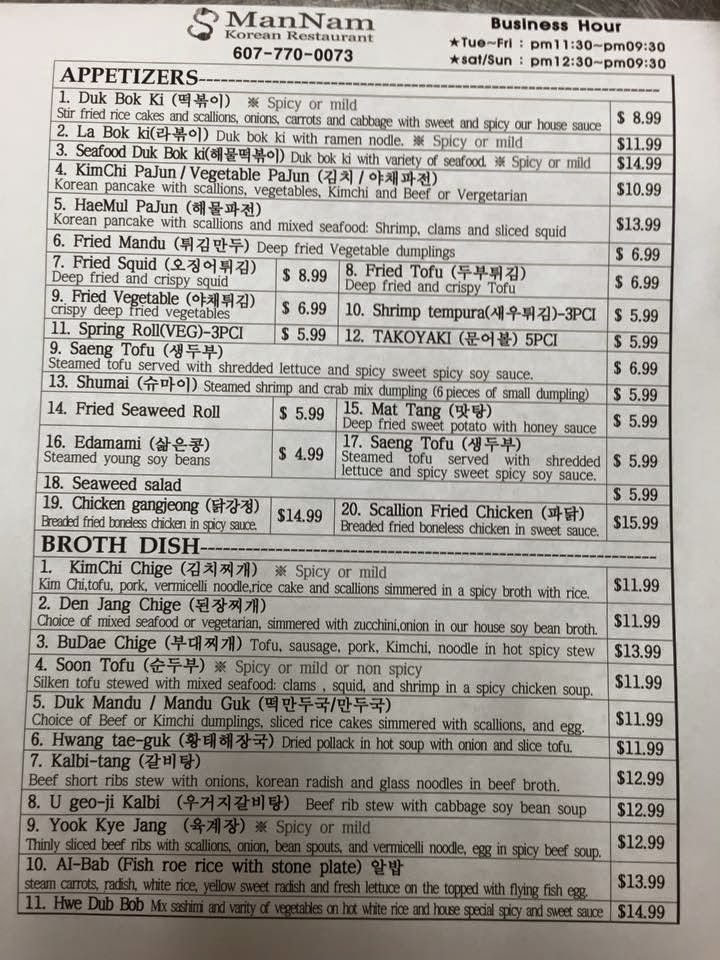 ManNam
Korean Restaurant
607-770-0073
Business Hour
★Tue~Fri : pm11:30~pm09:30
★sat/Sun : pm12:30~pm09:30
APPETIZERS
1. Duk Bok Ki (떡볶이) ※ Spicy or mild
Stir fried rice cakes and scallions, onions, carrots and cabbage with sweet and spicy our house sauce $ 8.99
2. La Bok ki(라볶이) Duk bok ki with ramen nodle. ※ Spicy or mild $11.99
3. Seafood Duk Bok ki(해물떡볶이) Duk bok ki with variety of seafood. ※ Spicy or mild $14.99
4. KimChi PaJun / Vegetable PaJun (김치 / 야채파전)
Korean pancake with scallions, vegetables, Kimchi and Beef or Vergetarian $10.99
5. HaeMul PaJun (해물파전)
Korean pancake with scallions and mixed seafood: Shrimp, clams and sliced squid $13.99
6. Fried Mandu (튀김만두) Deep fried Vegetable dumplings $ 6.99
7. Fried Squid (오징어튀김)
Deep fried and crispy squid $ 8.99
8. Fried Tofu (두부튀김)
Deep fried and crispy Tofu $ 6.99
9. Fried Vegetable (야채튀김)
crispy deep fried vegetables $ 6.99
10. Shrimp tempura(새우튀김)-3PCI $ 5.99
11. Spring Roll(VEG)-3PCI $ 5.99
12. TAKOYAKI (문어볼) 5PCI $ 5.99
9. Saeng Tofu (생두부)
Steamed tofu served with shredded lettuce and spicy sweet spicy soy sauce. $ 6.99
13. Shumai (슈마이) Steamed shrimp and crab mix dumpling (6 pieces of small dumpling) $ 5.99
14. Fried Seaweed Roll $ 5.99
15. Mat Tang (맛탕)
Deep fried sweet potato with honey sauce $ 5.99
16. Edamami (삶은콩)
Steamed young soy beans $ 4.99
17. Saeng Tofu (생두부)
Steamed tofu served with shredded
lettuce and spicy sweet spicy soy sauce. $ 5.99
18. Seaweed salad $ 5.99
19. Chicken gangjeong (닭강정)
Breaded fried boneless chicken in spicy sauce. $14.99
20. Scallion Fried Chicken (파닭)
Breaded fried boneless chicken in sweet sauce. $15.99
BROTH DISH
1. KimChi Chige (김치찌개) ※ Spicy or mild
Kim Chi,tofu, pork, vermicelli noodle,rice cake and scallions simmered in a spicy broth with rice. $11.99
2. Den Jang Chige (된장찌개)
Choice of mixed seafood or vegetarian, simmered with zucchini,onion in our house soy bean broth. $11.99
3. BuDae Chige (부대찌개) Tofu, sausage, pork, Kimchi, noodle in hot spicy stew $13.99
4. Soon Tofu (순두부) ※ Spicy or mild or non spicy
Silken tofu stewed with mixed seafood: clams , squid, and shrimp in a spicy chicken soup. $11.99
5. Duk Mandu / Mandu Guk (떡만두국/만두국)
Choice of Beef or Kimchi dumplings, sliced rice cakes simmered with scallions, and egg. $11.99
6. Hwang tae-guk (황태해장국) Dried pollack in hot soup with onion and slice tofu. $11.99
7. Kalbi-tang (갈비탕)
Beef short ribs stew with onions, korean radish and glass noodles in beef broth. $12.99
8. U geo-ji Kalbi (우거지갈비탕) Beef rib stew with cabbage soy bean soup $12.99
9. Yook Kye Jang (육계장) ※ Spicy or mild
Thinly sliced beef ribs with scallions, onion, bean spouts, and vermicelli noodle, egg in spicy beef soup. $12.99
10. Al-Bab (Fish roe rice with stone plate) 알밥
steam carrots, radish, white rice, yellow sweet radish and fresh lettuce on the topped with flying fish egg. $13.99
11. Hwe Dub Bob Mix sashimi and varity of vegetables on hot white rice and house special spicy and sweet sauce $14.99